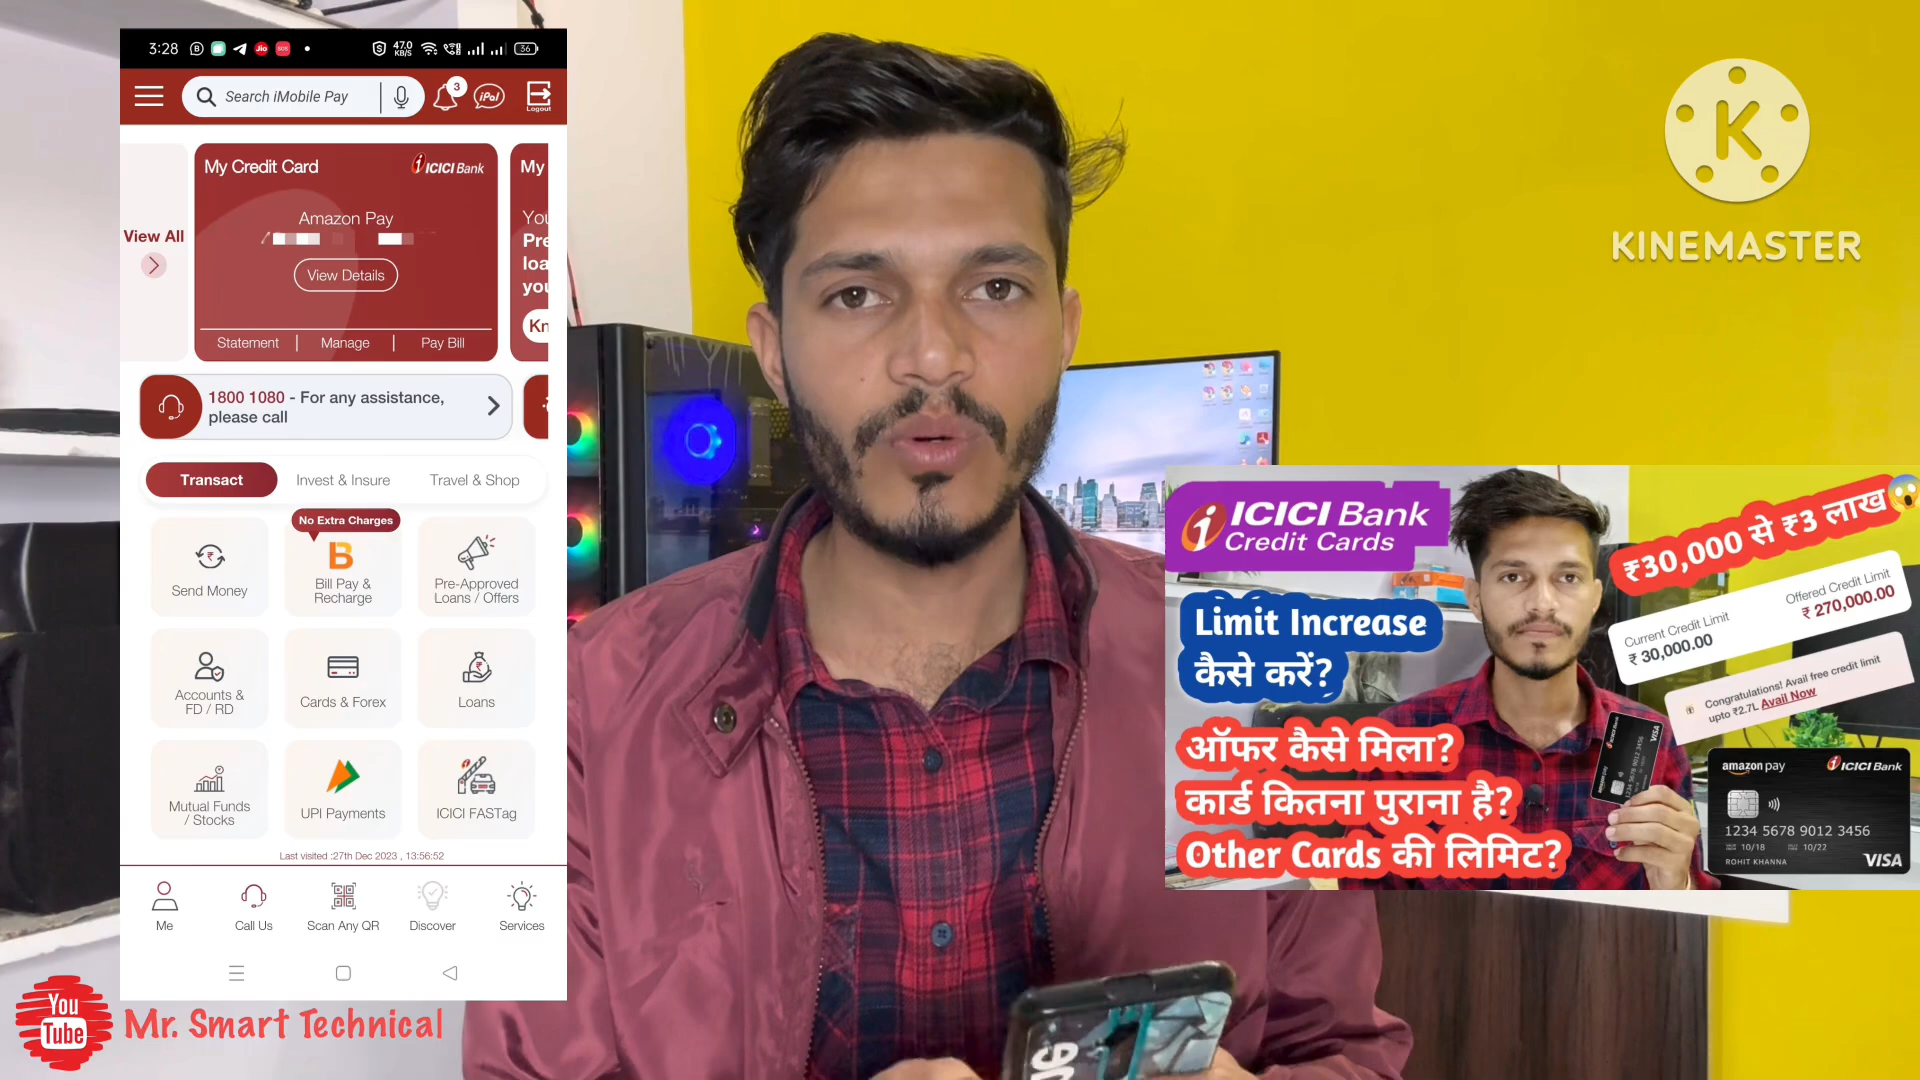 3:28
47.0
KB/S
36
Jio
Search iMobile Pay
3
iPal
Logout
View All
My Credit Card
ICICI Bank
Amazon Pay
View Details
Statement
Manage
Pay Bill
My
You
Pre
loa
you
Kn
1800 1080 - For any assistance,
please call
Transact
Invest & Insure
Travel & Shop
No Extra Charges
Send Money
Bill Pay &
Recharge
Pre-Approved
Loans / Offers
Accounts &
FD / RD
Cards & Forex
Loans
Mutual Funds
/ Stocks
UPI Payments
ICICI FASTag
Last visited :27th Dec 2023 , 13:56:52
Me
Call Us
Scan Any QR
Discover
Services
You
Tube
Mr. Smart Technical
K
KINEMASTER
ICICI Bank
Credit Cards
Limit Increase
कैसे करें?
ऑफर कैसे मिला?
कार्ड कितना पुराना है?
Other Cards की लिमिट?
₹30,000 से ₹3 लाख
Current Credit Limit
₹ 30,000.00
Offered Credit Limit
₹ 270,000.00
Congratulations! Avail free credit limit
upto ₹2.7L Avail Now
amazon pay
ICICI Bank
1234 5678 9012 3456
10/18
10/22
ROHIT KHANNA
VISA